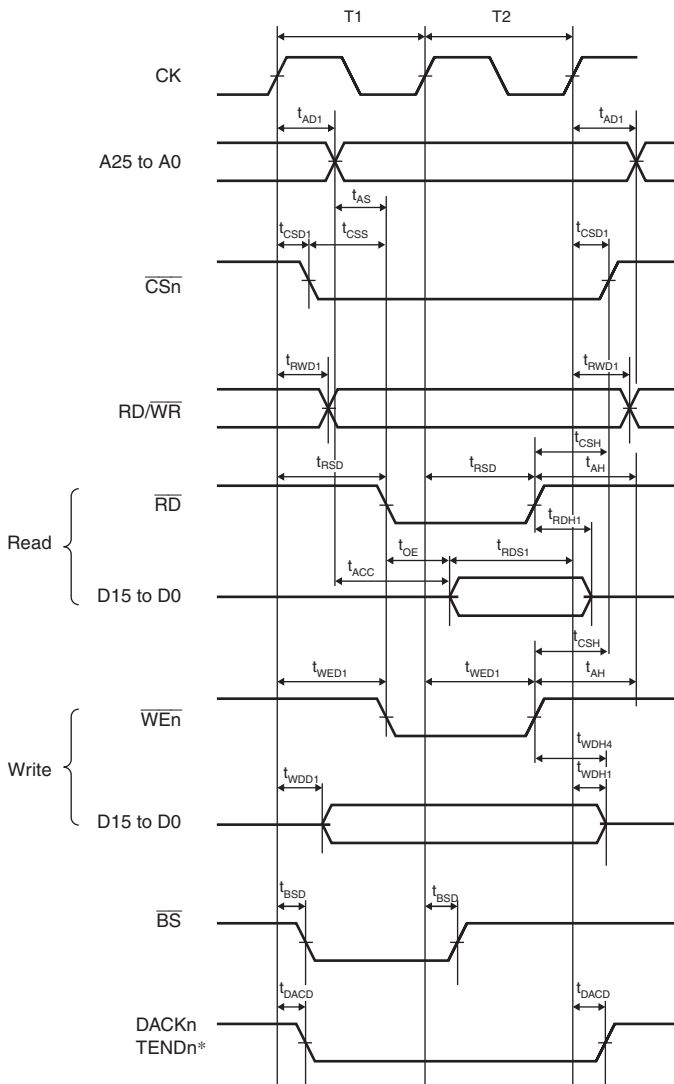 T1 T2
CK
tAD1 tAD1
A25 to A0
tAS
tCSD1 tCSS tCSD1
CSn
tRWD1 tRWD1
RD/WR
tCSH
tRSD tRSD tAH
RD
tRDH1
Read
tOE tRDS1
tACC
D15 to D0
tCSH
tWED1 tWED1 tAH
WEn
tWDH4
Write
tWDD1 tWDH1
D15 to D0
tBSD tBSD
BS
tDACD tDACD
DACKn
TENDn*